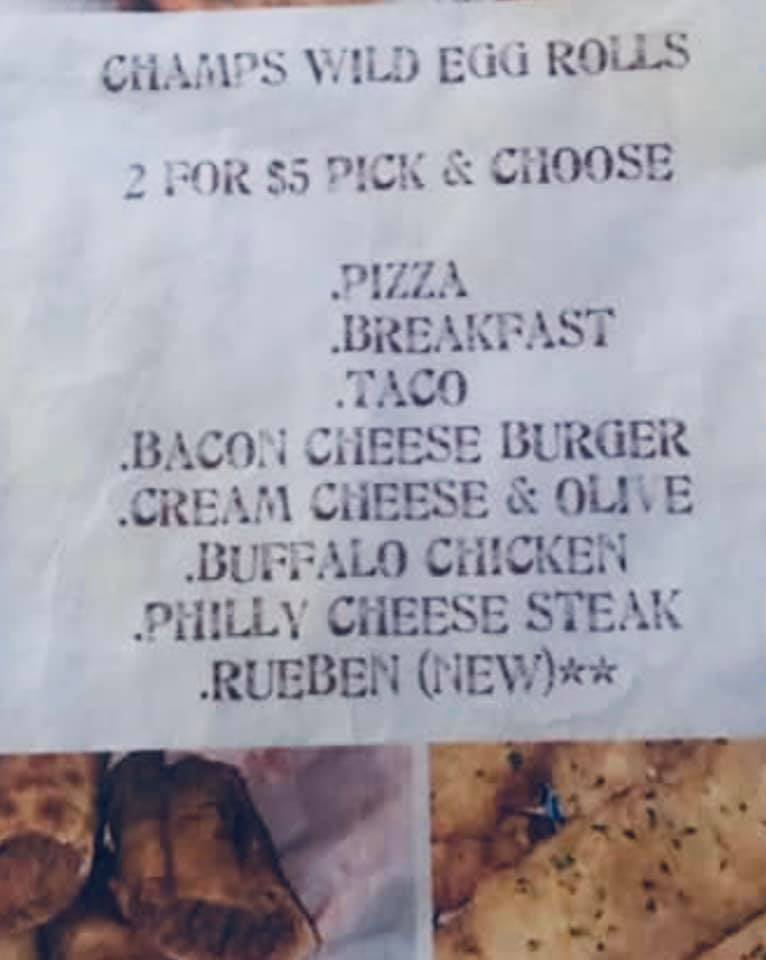 CHAMPS WILD EGG ROLLS
2 FOR $5 PICK & CHOOSE
.PIZZA
.BREAKFAST
.TACO
.BACON CHEESE BURGER
.CREAM CHEESE & OLIVE
.BUFFALO CHICKEN
.PHILLY CHEESE STEAK
.RUEBEN (NEW)**